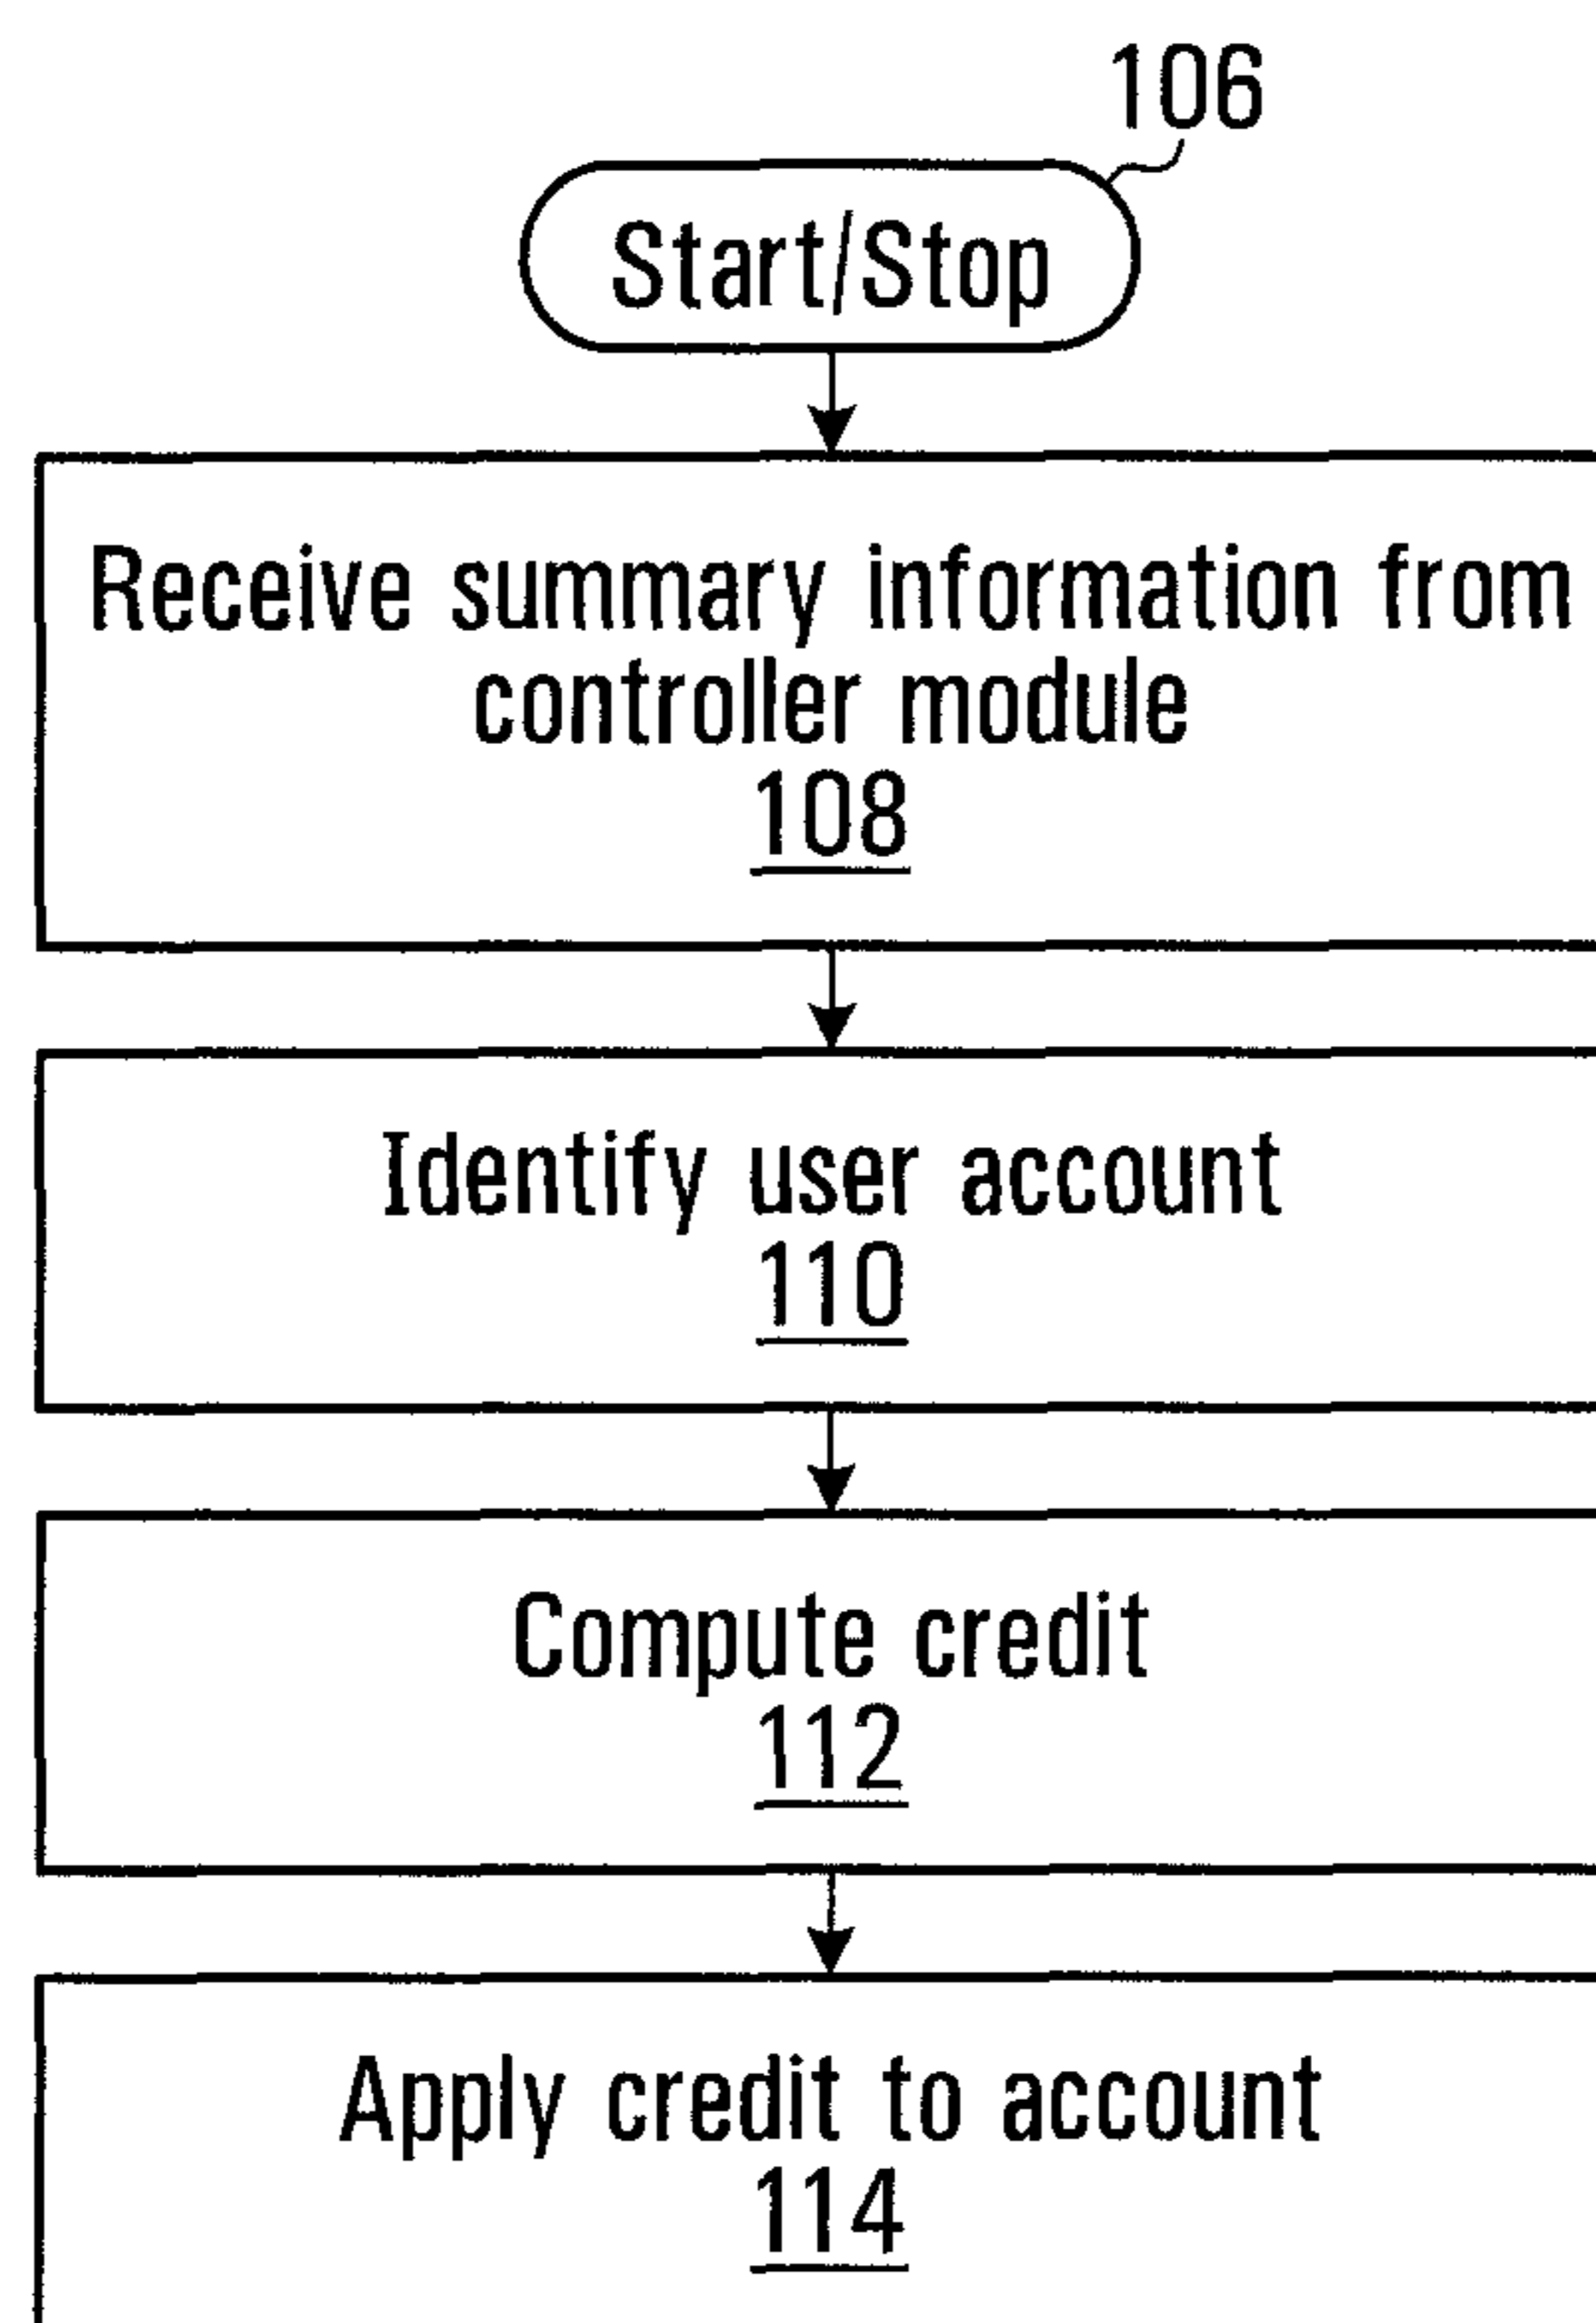 106
Start/Stop
Receive summary information from
controller module
108
Identify user account
110
Compute credit
112
Apply credit to account
114